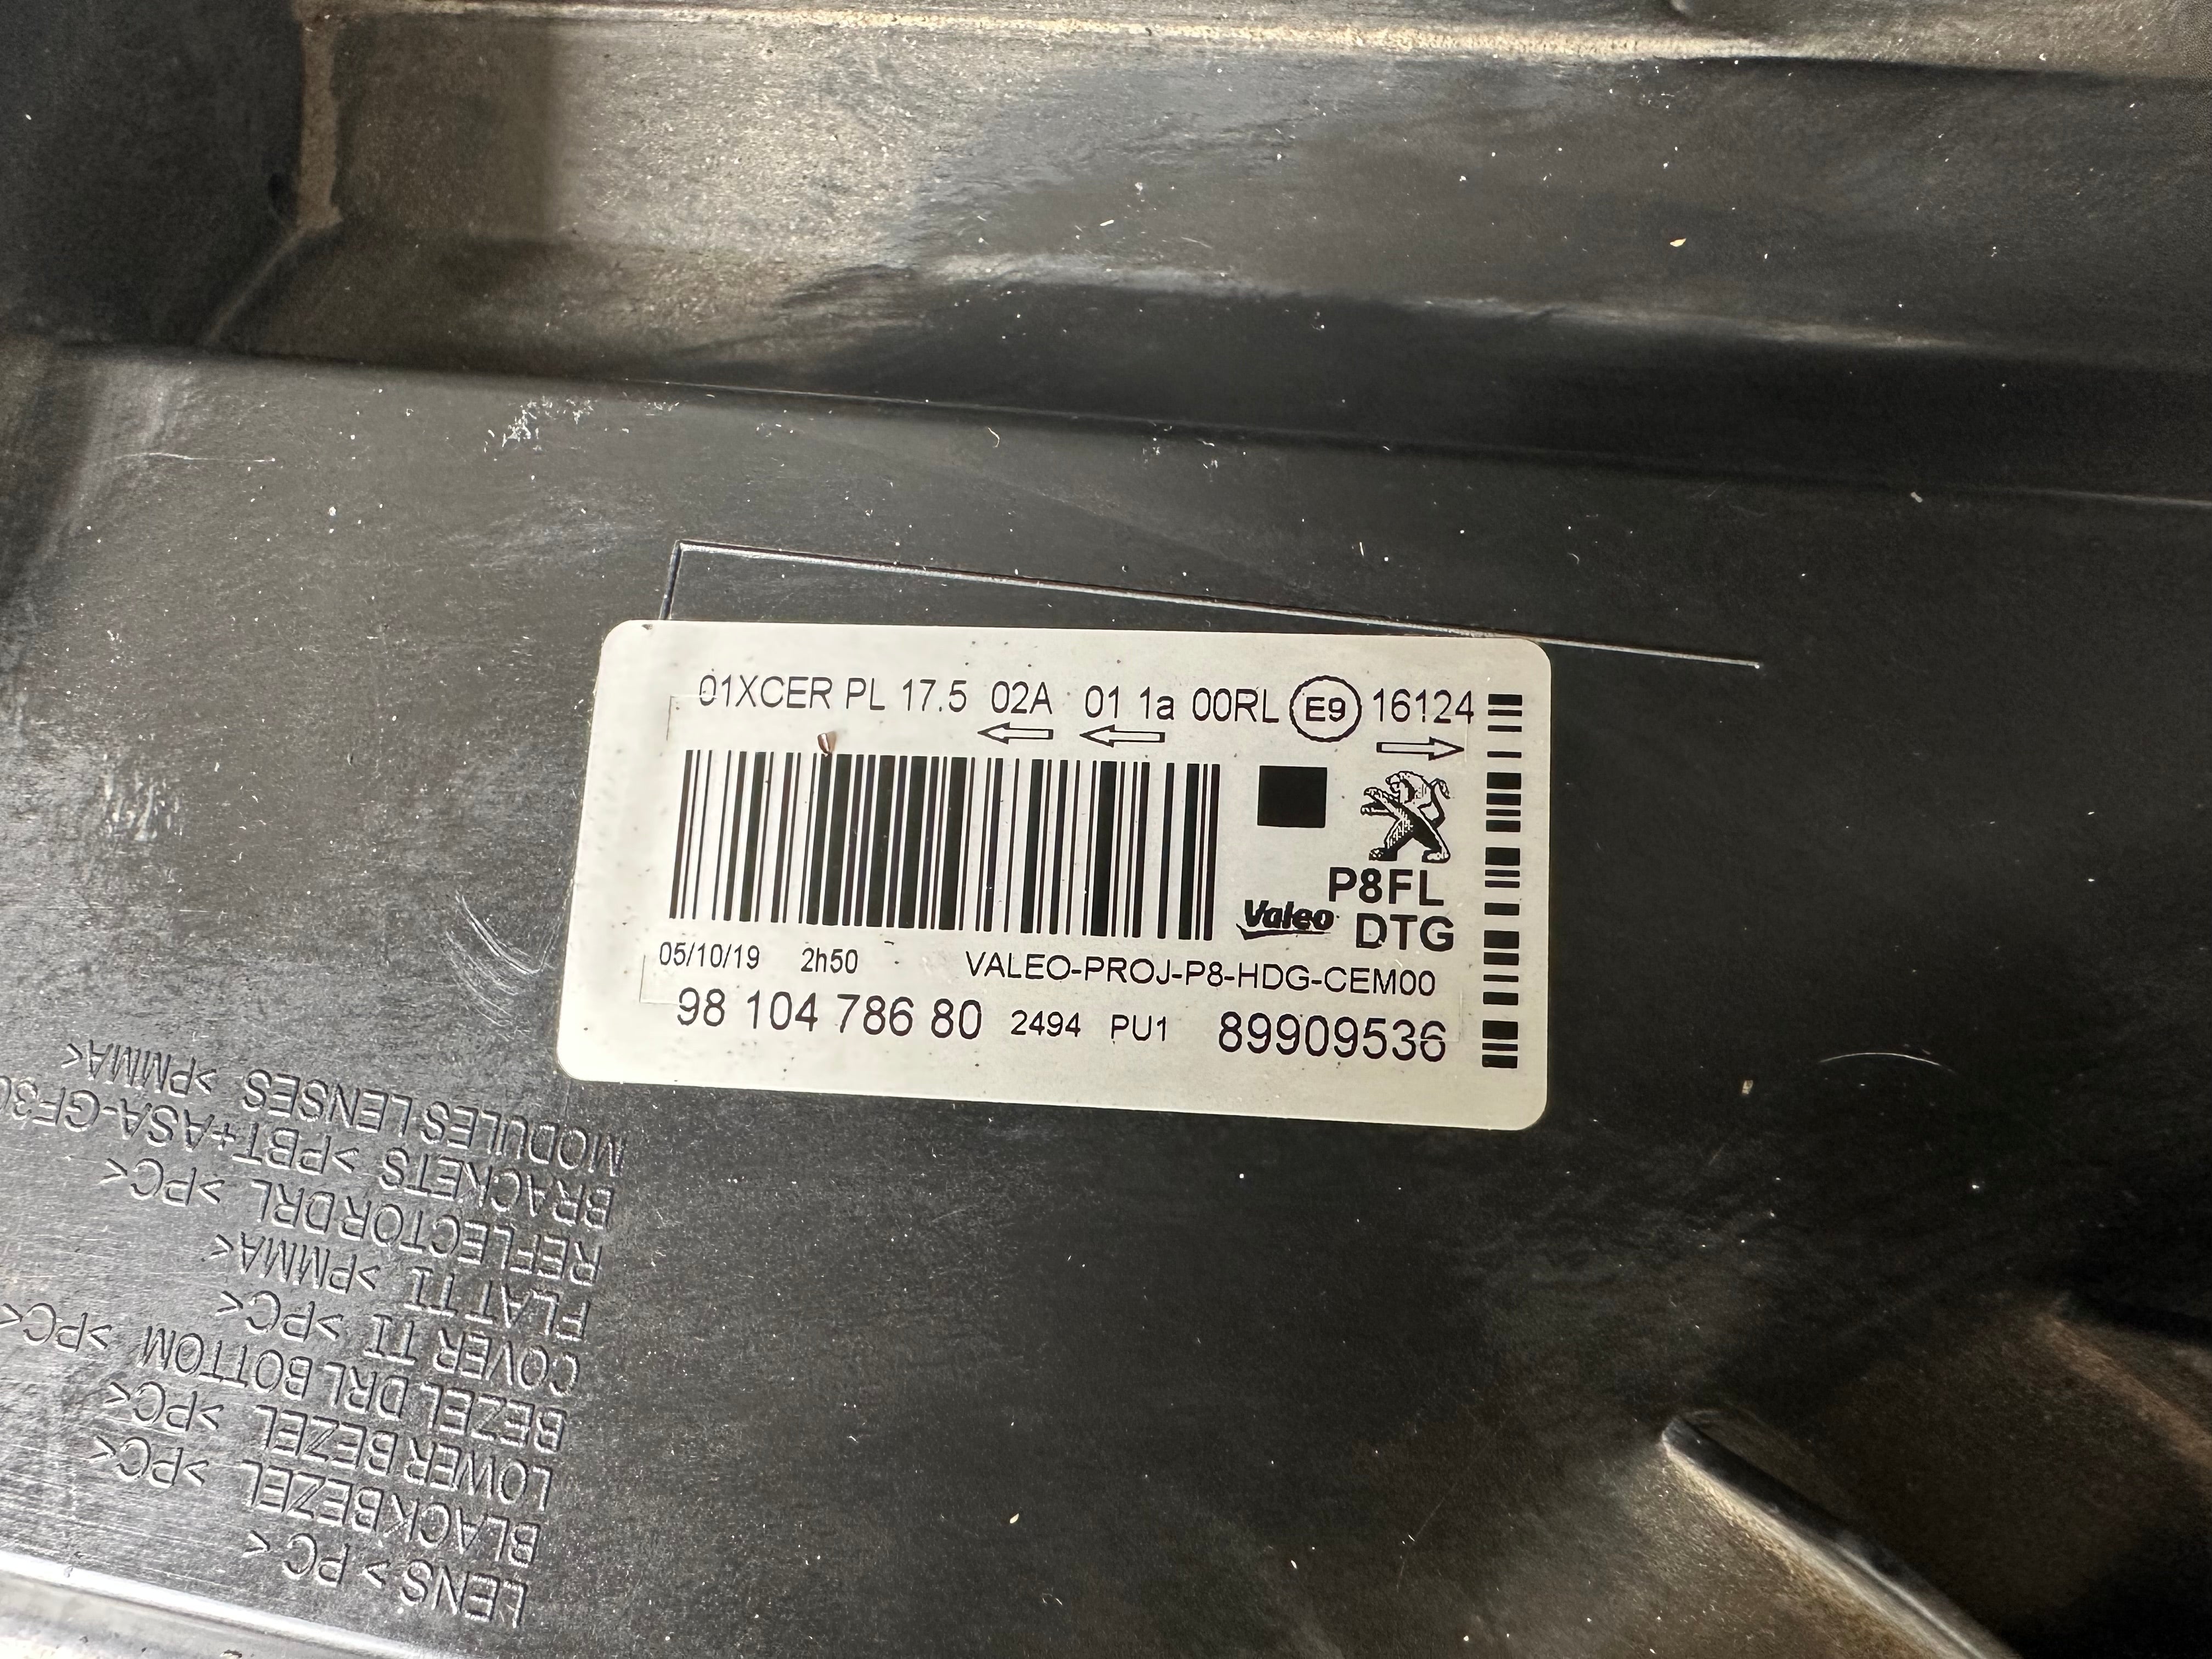 01XCER PL 17.5 02A 01 1a 00RL E9 16124
P8FL
Valeo DTG
05/10/19 2h50 VALEO-PROJ-P8-HDG-CEM00
98 104 786 80 2494 PU1 89909536
LENS > PC <
BLACK BEZEL >PC<
LOWER BEZEL >PC<
BEZEL DRL BOTTOM >PC<
COVER TI >PC<
FLAT TI >PMMA<
REFLECTOR DRL >PC<
BRACKETS >PBT+ASA-GF30
MODULES LENSES >PMMA<